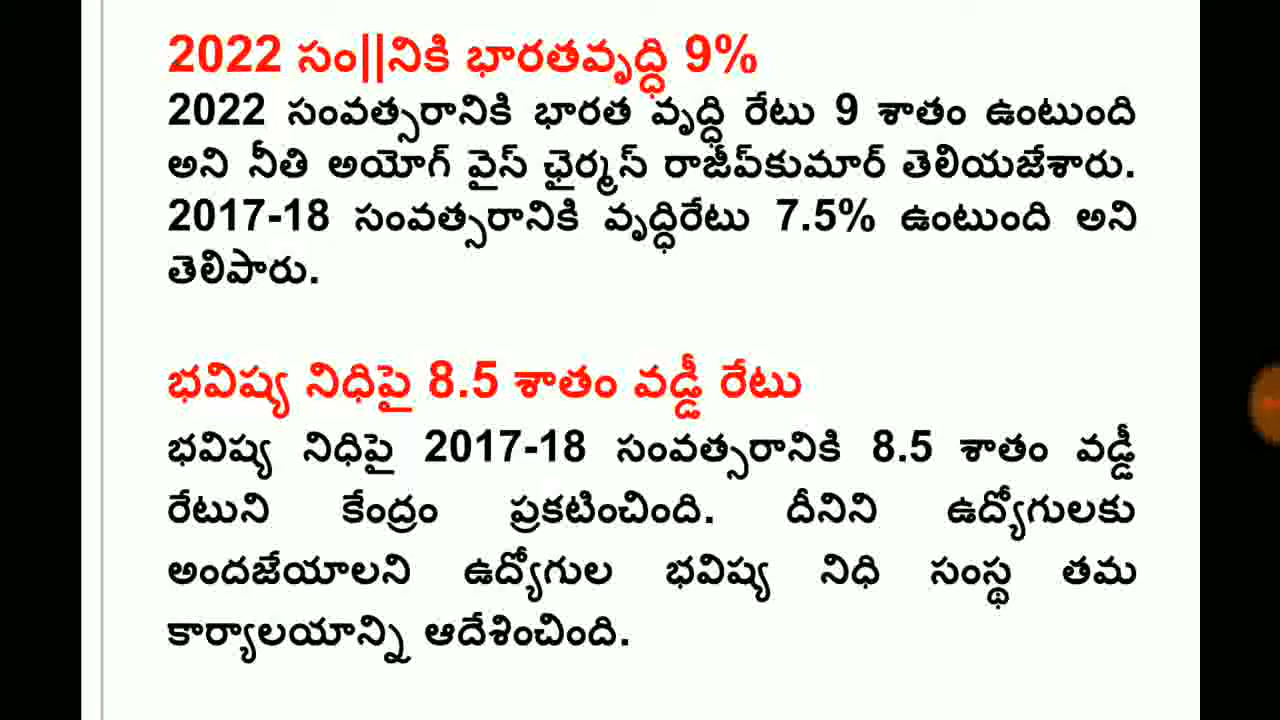 2022 సం||నికి భారతవృద్ధి 9%
2022 సంవత్సరానికి భారత వృద్ధి రేటు 9 శాతం ఉంటుంది
అని నీతి అయోగ్ వైస్ ఛైర్మస్ రాజీప్‌కుమార్ తెలియజేశారు.
2017-18 సంవత్సరానికి వృద్ధిరేటు 7.5% ఉంటుంది అని
తెలిపారు.
భవిష్య నిధిపై 8.5 శాతం వడ్డీ రేటు
భవిష్య నిధిపై 2017-18 సంవత్సరానికి 8.5 శాతం వడ్డీ
రేటుని కేంద్రం ప్రకటించింది. దీనిని ఉద్యోగులకు
అందజేయాలని ఉద్యోగుల భవిష్య నిధి సంస్థ తమ
కార్యాలయాన్ని ఆదేశించింది.